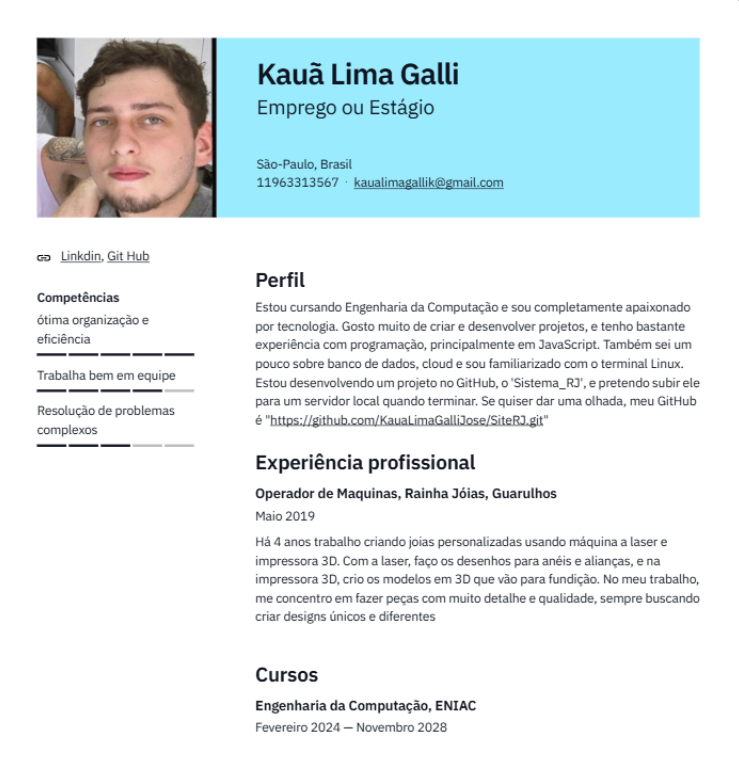 Kauã Lima Galli
Emprego ou Estágio
São-Paulo, Brasil
11963313567 · kaualimagallik@gmail.com
Linkdin, Git Hub
Competências
ótima organização e
eficiência
Trabalha bem em equipe
Resolução de problemas
complexos
Perfil
Estou cursando Engenharia da Computação e sou completamente apaixonado
por tecnologia. Gosto muito de criar e desenvolver projetos, e tenho bastante
experiência com programação, principalmente em JavaScript. Também sei um
pouco sobre banco de dados, cloud e sou familiarizado com o terminal Linux.
Estou desenvolvendo um projeto no GitHub, o 'Sistema_RJ', e pretendo subir ele
para um servidor local quando terminar. Se quiser dar uma olhada, meu GitHub
é "https://github.com/KauaLimaGalliJose/SiteRJ.git"
Experiência profissional
Operador de Maquinas, Rainha Jóias, Guarulhos
Maio 2019
Há 4 anos trabalho criando joias personalizadas usando máquina a laser e
impressora 3D. Com a laser, faço os desenhos para anéis e alianças, e na
impressora 3D, crio os modelos em 3D que vão para fundição. No meu trabalho,
me concentro em fazer peças com muito detalhe e qualidade, sempre buscando
criar designs únicos e diferentes
Cursos
Engenharia da Computação, ENIAC
Fevereiro 2024 — Novembro 2028